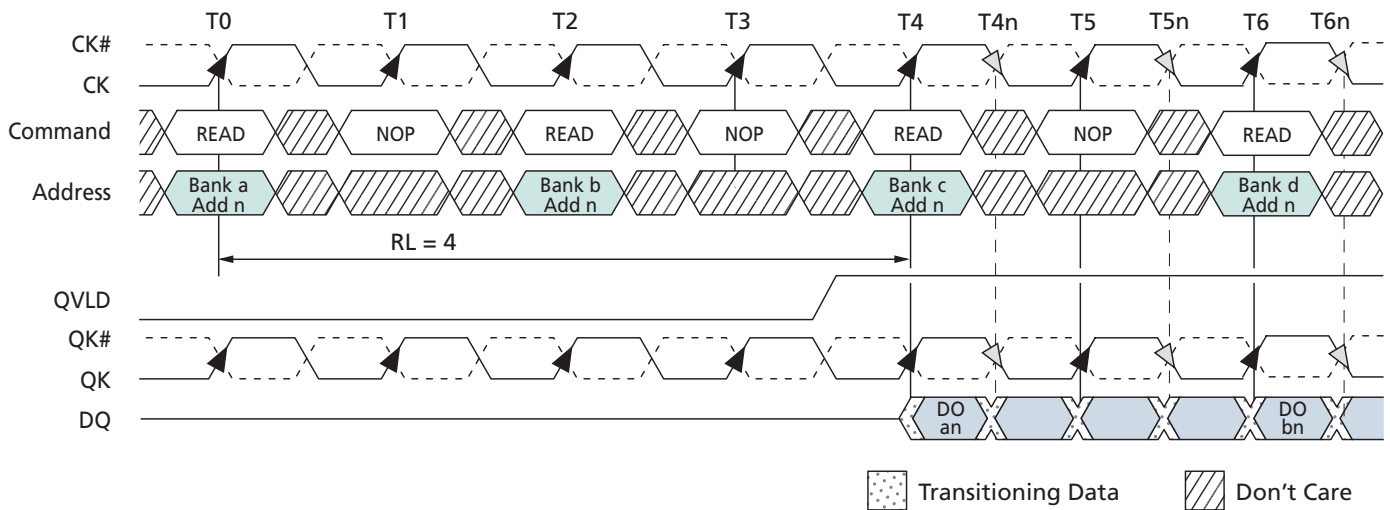 T0 T1 T2 T3 T4 T4n T5 T5n T6 T6n
CK#
CK
Command READ NOP READ NOP READ NOP READ
Address Bank a Add n Bank b Add n Bank c Add n Bank d Add n
RL = 4
QVLD
QK#
QK
DQ DO an DO bn
Transitioning Data Don't Care